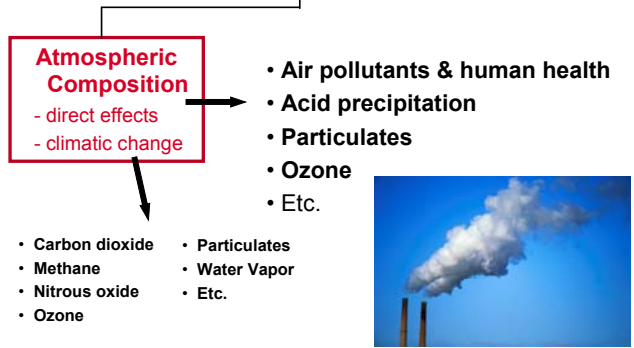 Atmospheric
Composition
- direct effects
- climatic change
• Air pollutants & human health
• Acid precipitation
• Particulates
• Ozone
• Etc.
• Carbon dioxide
• Methane
• Nitrous oxide
• Ozone
• Particulates
• Water Vapor
• Etc.